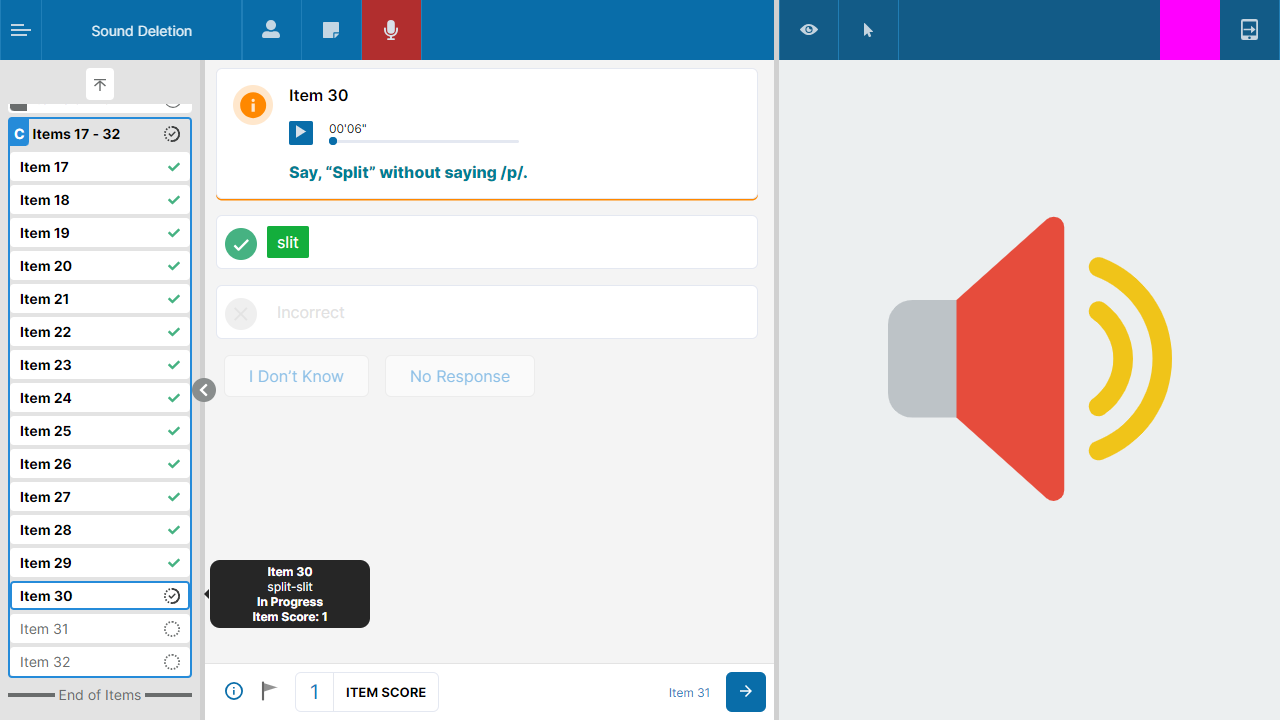 Sound Deletion
C Items 17 - 32
Item 17
Item 18
Item 19
Item 20
Item 21
Item 22
Item 23
Item 24
Item 25
Item 26
Item 27
Item 28
Item 29
Item 30
Item 31
Item 32
End of Items
Item 30
00'06"
Say, “Split” without saying /p/.
slit
Incorrect
I Don’t Know
No Response
Item 30
split-slit
In Progress
Item Score: 1
1 ITEM SCORE
Item 31